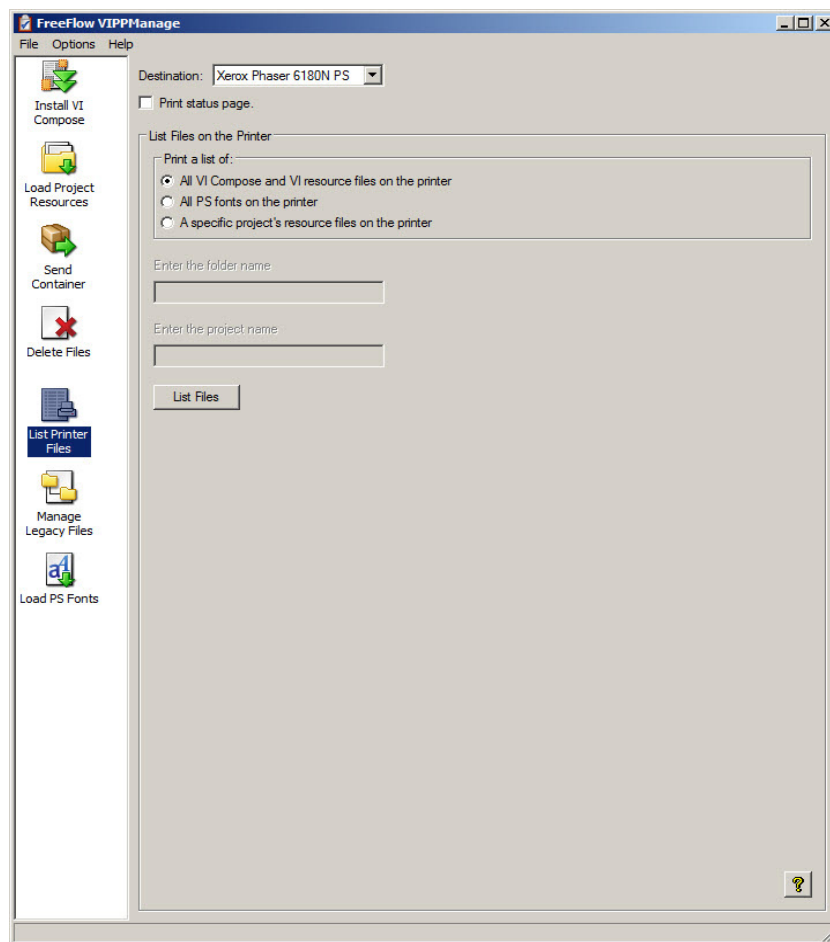 FreeFlow VIPPManage
File Options Help
Install VI
Compose
Load Project
Resources
Send
Container
Delete Files
List Printer
Files
Manage
Legacy Files
Load PS Fonts
Destination: Xerox Phaser 6180N PS
Print status page.
List Files on the Printer
Print a list of:
All VI Compose and VI resource files on the printer
All PS fonts on the printer
A specific project's resource files on the printer
Enter the folder name
Enter the project name
List Files